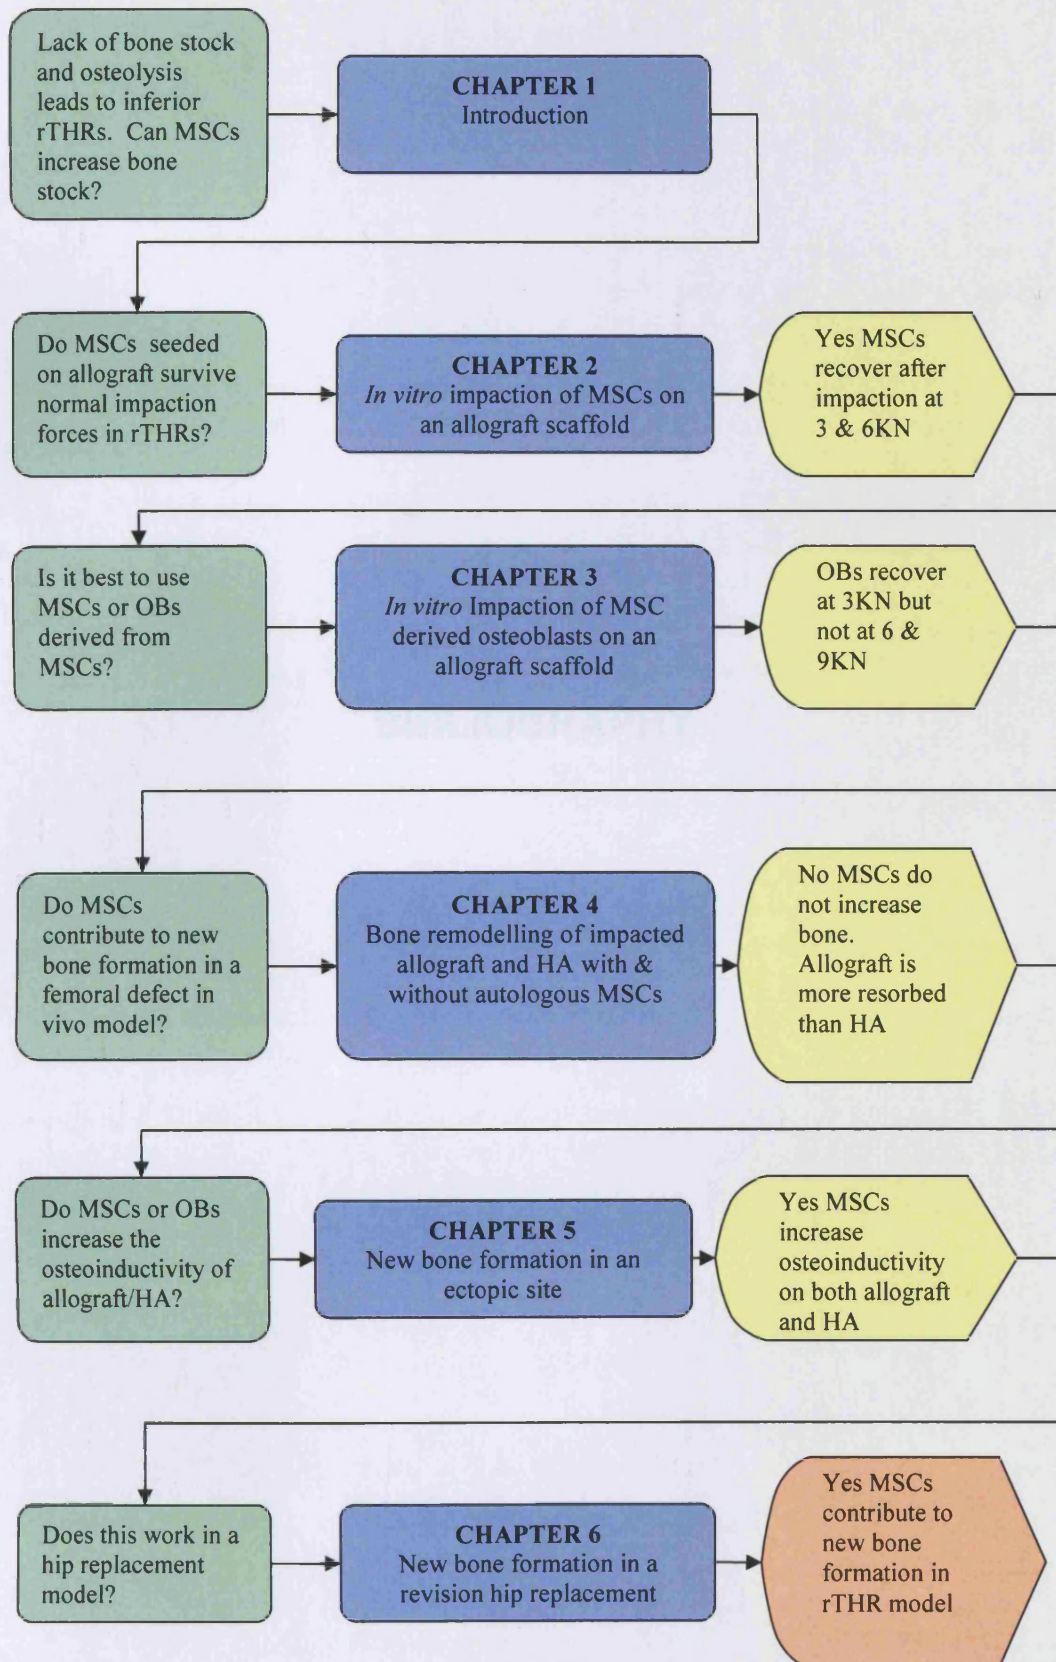 Lack of bone stock
and osteolysis
leads to inferior
rTHRs. Can MSCs
increase bone
stock?
CHAPTER 1
Introduction
Do MSCs seeded
on allograft survive
normal impaction
forces in rTHRs?
CHAPTER 2
In vitro impaction of MSCs on
an allograft scaffold
Yes MSCs
recover after
impaction at
3 & 6KN
Is it best to use
MSCs or OBs
derived from
MSCs?
CHAPTER 3
In vitro Impaction of MSC
derived osteoblasts on an
allograft scaffold
OBs recover
at 3KN but
not at 6 &
9KN
Do MSCs
contribute to new
bone formation in a
femoral defect in
vivo model?
CHAPTER 4
Bone remodelling of impacted
allograft and HA with &
without autologous MSCs
No MSCs do
not increase
bone.
Allograft is
more resorbed
than HA
Do MSCs or OBs
increase the
osteoinductivity of
allograft/HA?
CHAPTER 5
New bone formation in an
ectopic site
Yes MSCs
increase
osteoinductivity
on both allograft
and HA
Does this work in a
hip replacement
model?
CHAPTER 6
New bone formation in a
revision hip replacement
Yes MSCs
contribute to
new bone
formation in
rTHR model